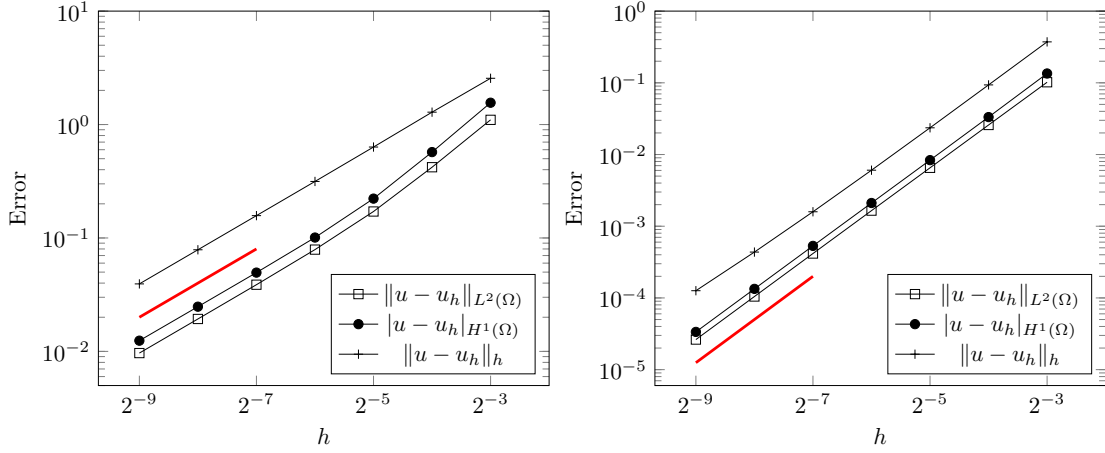 10^1
10^0
10^{-1}
10^{-2}
Error
2^{-9}
2^{-7}
2^{-5}
2^{-3}
h
‖u − u_h‖_{L^2(Ω)}
|u − u_h|_{H^1(Ω)}
‖u − u_h‖_h
10^0
10^{-1}
10^{-2}
10^{-3}
10^{-4}
10^{-5}
Error
2^{-9}
2^{-7}
2^{-5}
2^{-3}
h
‖u − u_h‖_{L^2(Ω)}
|u − u_h|_{H^1(Ω)}
‖u − u_h‖_h